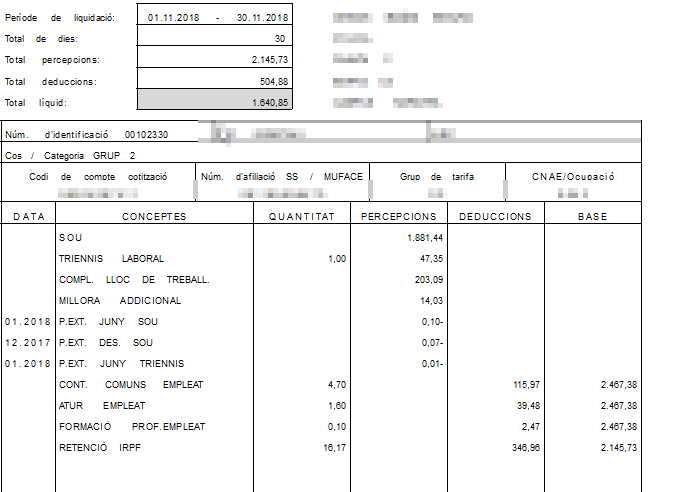 Període de liquidació: 01.11.2018 - 30.11.2018
Total de dies: 30
Total percepcions: 2.145,73
Total deduccions: 504,88
Total líquid: 1.640,85
Núm. d'identificació 00102330
Cos / Categoria GRUP 2
Codi de compte cotització Núm. d'afiliació SS / MUFACE Grup de tarifa CNAE/Ocupació
DATA CONCEPTES QUANTITAT PERCEPCIONS DEDUCCIONS BASE
SOU 1.881,44
TRIENNIS LABORAL 1,00 47,35
COMPL. LLOC DE TREBALL. 203,09
MILLORA ADDICIONAL 14,03
01.2018 P.EXT. JUNY SOU 0,10-
12.2017 P.EXT. DES. SOU 0,07-
01.2018 P.EXT. JUNY TRIENNIS 0,01-
CONT. COMUNS EMPLEAT 4,70 115,97 2.467,38
ATUR EMPLEAT 1,60 39,48 2.467,38
FORMACIÓ PROF.EMPLEAT 0,10 2,47 2.467,38
RETENCIÓ IRPF 16,17 346,96 2.145,73